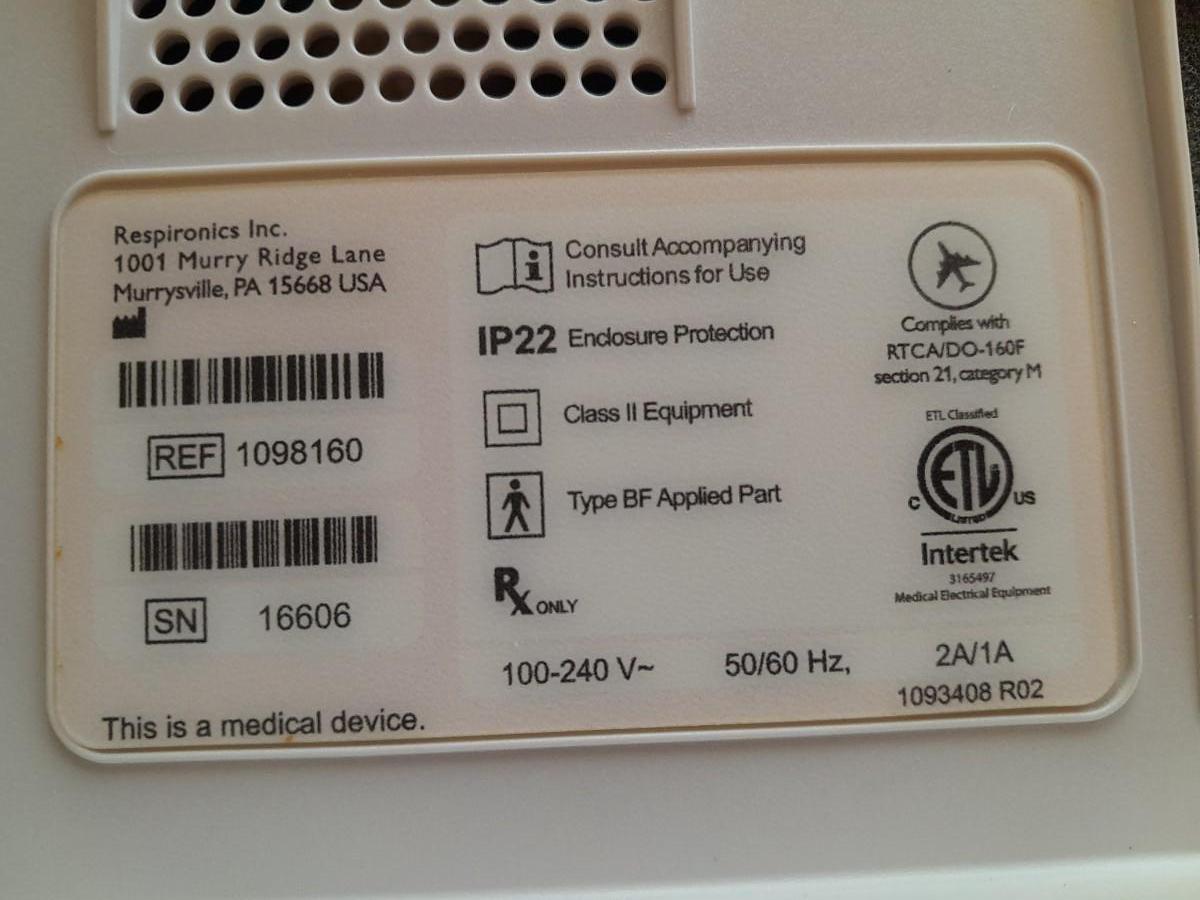 Respironics Inc.
1001 Murry Ridge Lane
Murrysville, PA 15668 USA
REF 1098160
SN 16606
This is a medical device.
Consult Accompanying
Instructions for Use
IP22 Enclosure Protection
Class II Equipment
Type BF Applied Part
Rx ONLY
100-240 V~ 50/60 Hz, 2A/1A
1093408 R02
Complies with
RTCA/DO-160F
section 21, category M
ETL Classified
ETL
LISTED
C US
Intertek
3165497
Medical Electrical Equipment